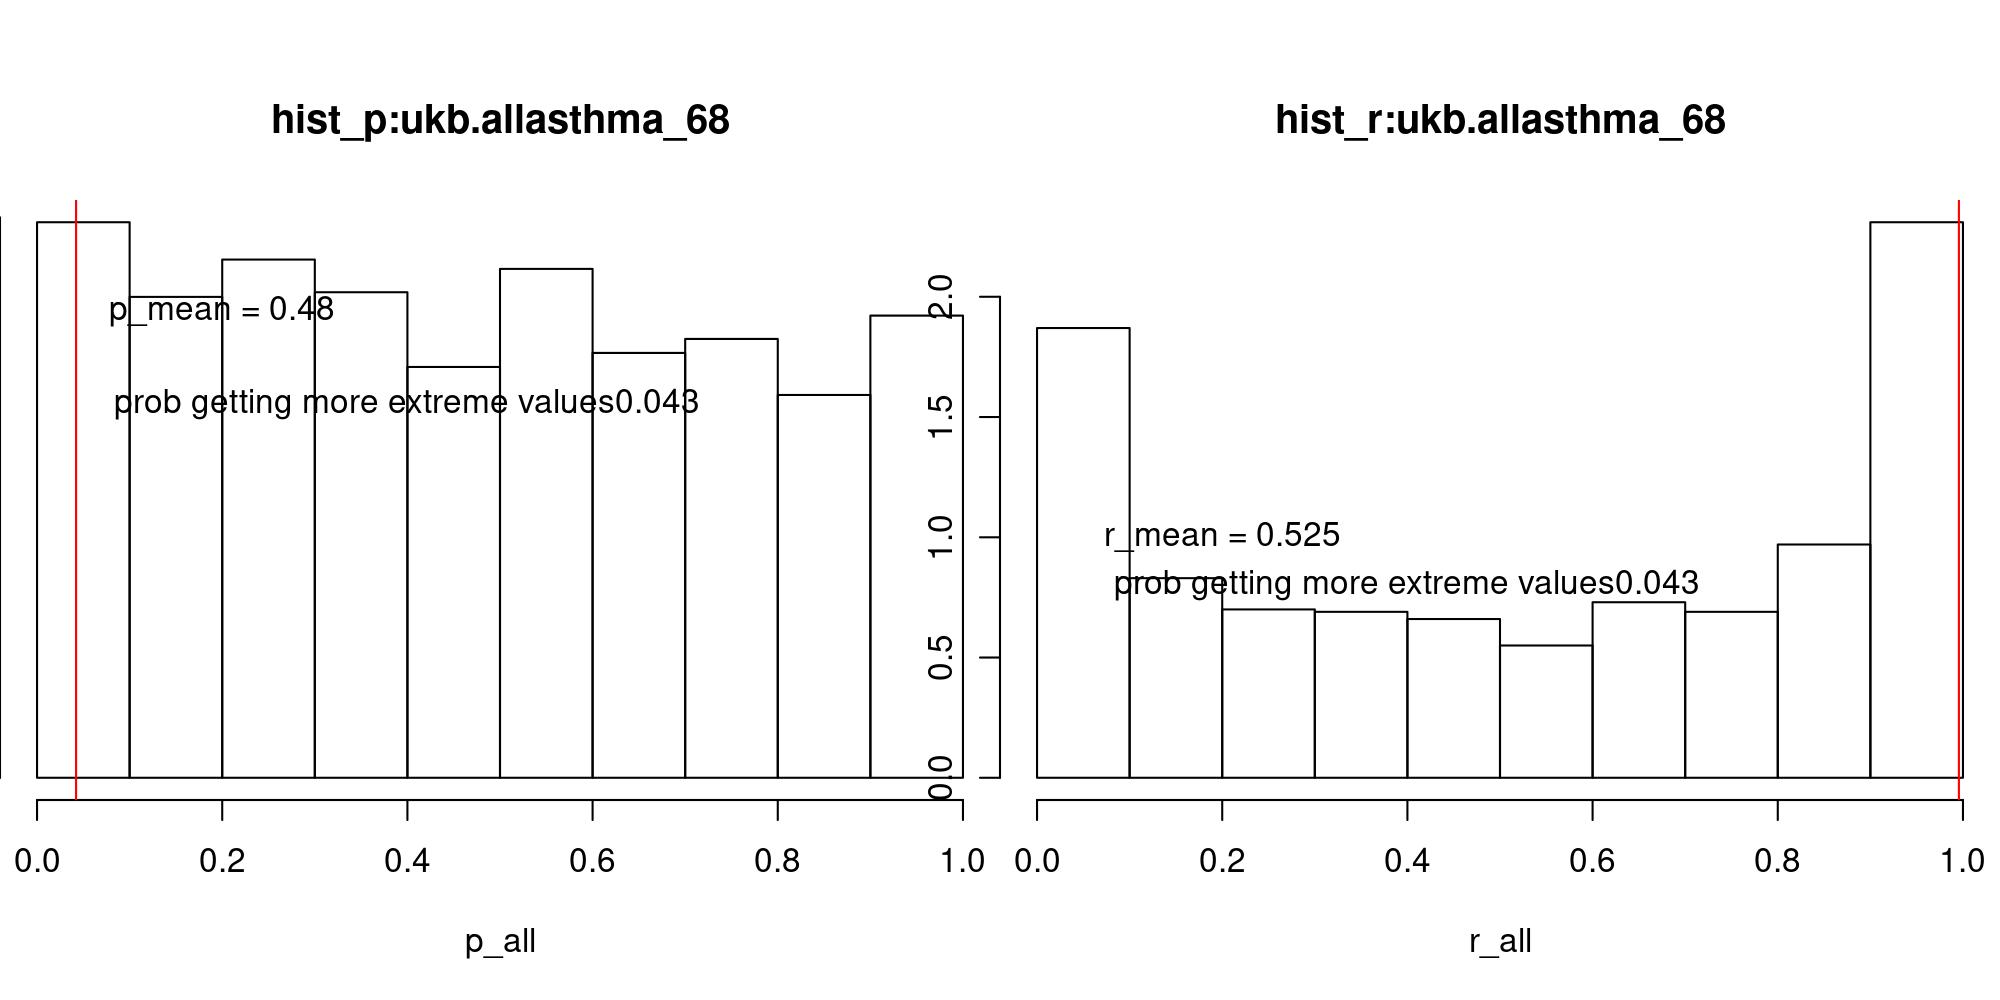 hist_p:ukb.allasthma_68
p_mean = 0.48
prob getting more extreme values0.043
0.0 0.2 0.4 0.6 0.8 1.0
p_all
hist_r:ukb.allasthma_68
2.0
1.5
1.0
0.5
0.0
r_mean = 0.525
prob getting more extreme values0.043
0.0 0.2 0.4 0.6 0.8 1.0
r_all